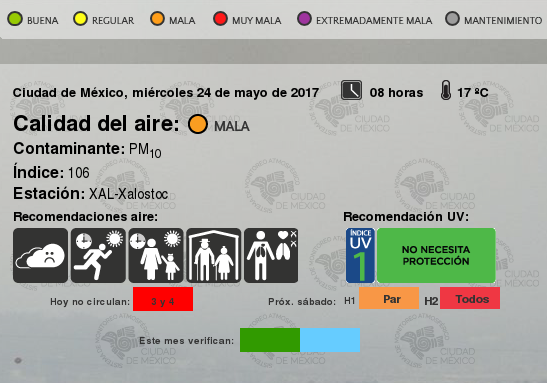 BUENA REGULAR MALA MUY MALA EXTREMADAMENTE MALA MANTENIMIENTO
Ciudad de México, miércoles 24 de mayo de 2017 08 horas 17 ºC
Calidad del aire: MALA
Contaminante: PM10
Índice: 106
Estación: XAL-Xalostoc
Recomendaciones aire: Recomendación UV:
ÍNDICE
UV
1
NO NECESITA
PROTECCIÓN
Hoy no circulan: 3 y 4 Próx. sábado: H1 Par H2 Todos
Este mes verifican:
CIUDAD
DE MÉXICO